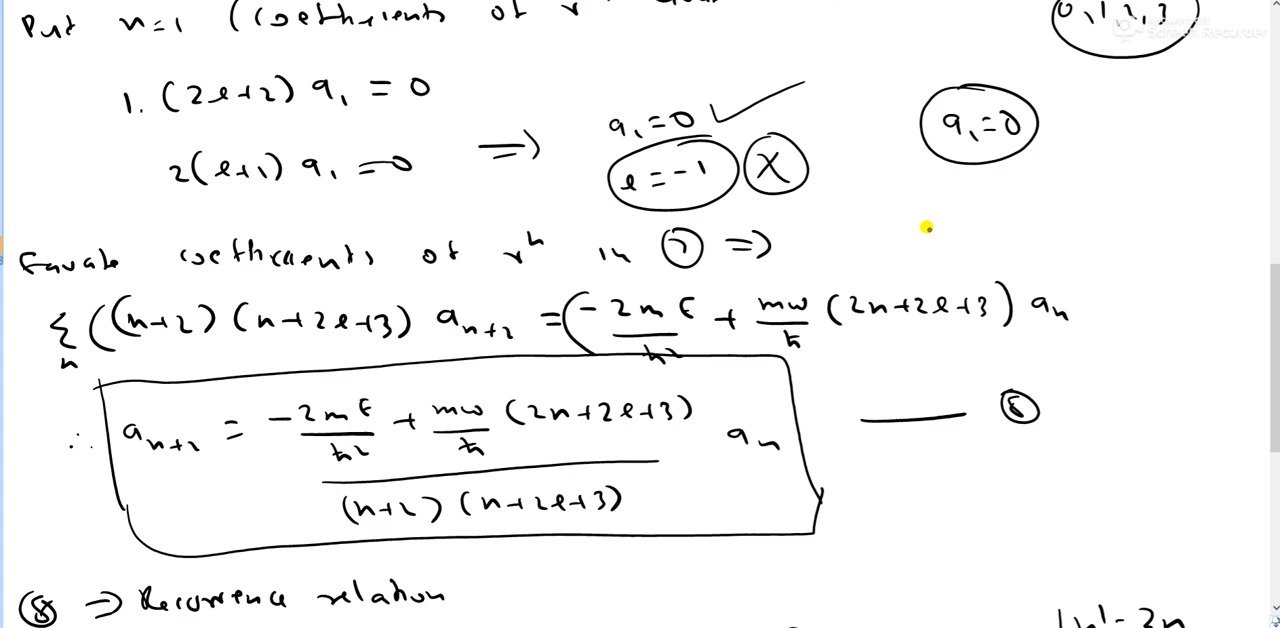 Put n=1 (coefficients of r
0, 1, 2, 3
Screen Recorder
1. (2l+2) a₁ = 0
2(l+1) a₁ = 0 ⇒ a₁=0 ✓
l = -1 X
a₁=0
Equate coefficients of rⁿ in ⑦ ⇒
Σₙ ((n+2)(n+2l+3) aₙ₊₂ = (-2mE/ħ² + mω/ħ (2n+2l+3) aₙ
∴ aₙ₊₂ = (-2mE/ħ² + mω/ħ (2n+2l+3)) / ((n+2)(n+2l+3)) aₙ —— ⑧
⑧ ⇒ Recurrence relation